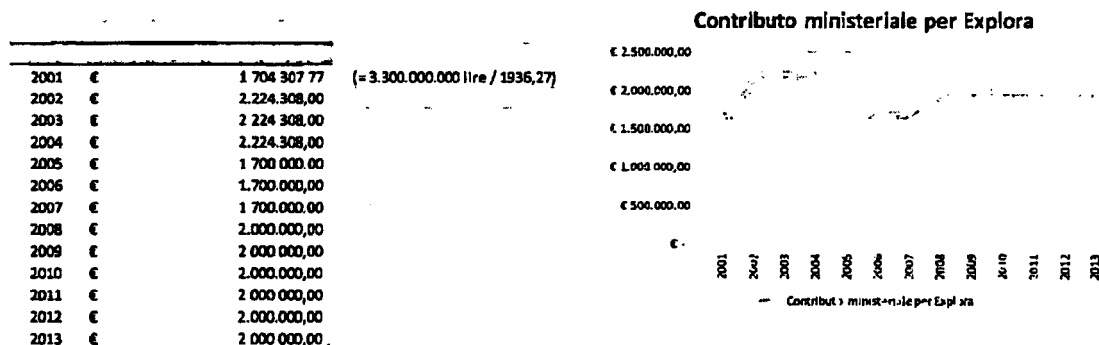 2001 € 1 704 307 77 (= 3.300.000.000 lire / 1936,27)
2002 € 2.224.308,00
2003 € 2 224 308,00
2004 € 2.224.308,00
2005 € 1 700 000.00
2006 € 1.700.000,00
2007 € 1 700.000,00
2008 € 2.000.000,00
2009 € 2 000 000,00
2010 € 2.000.000,00
2011 € 2 000 000,00
2012 € 2.000.000,00
2013 € 2 000 000,00
Contributo ministeriale per Explora
€ 2.500.000,00
€ 2.000.000,00
€ 1.500.000,00
€ 1.000 000,00
€ 500.000,00
€ -
2001 2002 2003 2004 2005 2006 2007 2008 2009 2010 2011 2012 2013
Contributo ministeriale per Explora